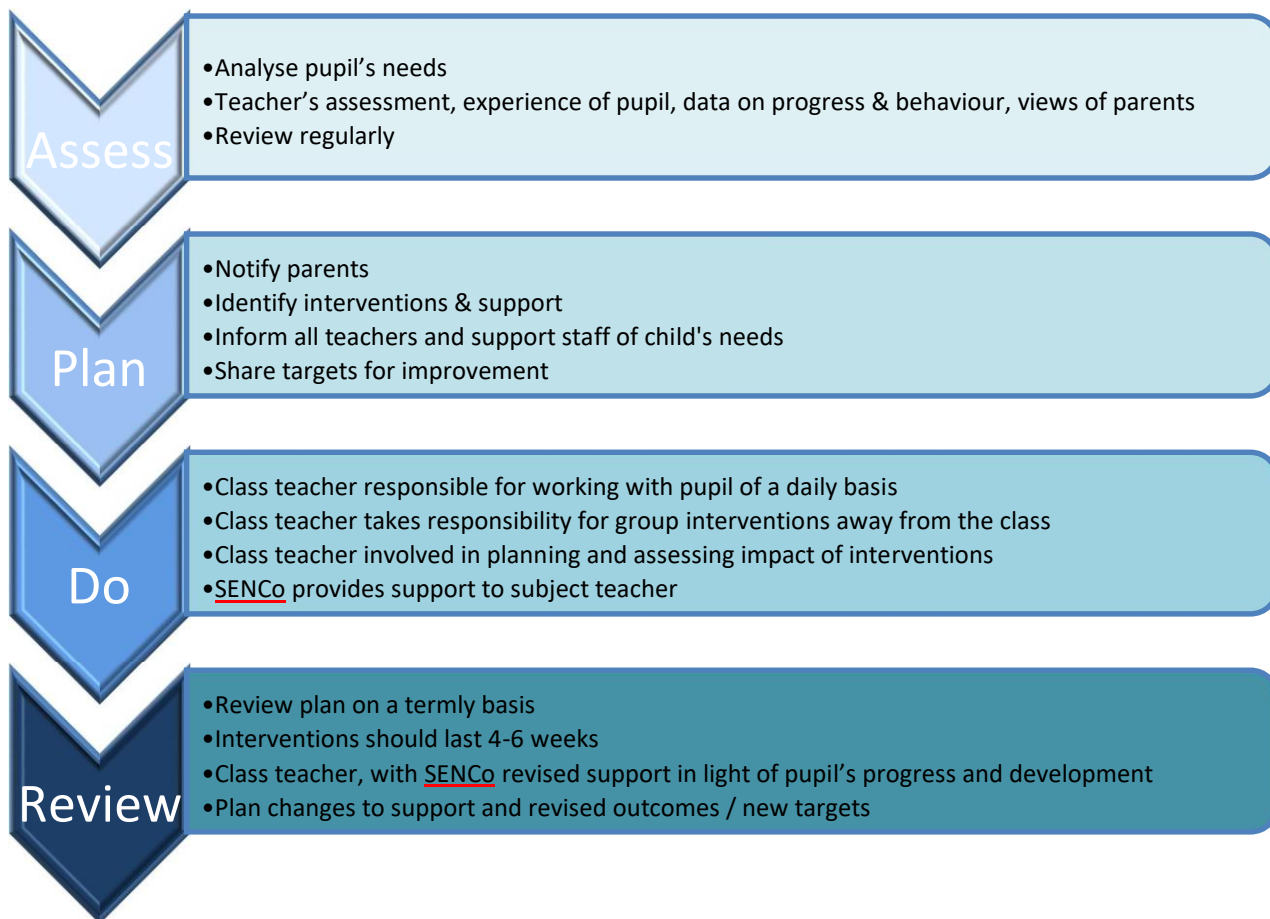 Assess
•Analyse pupil’s needs
•Teacher’s assessment, experience of pupil, data on progress & behaviour, views of parents
•Review regularly
Plan
•Notify parents
•Identify interventions & support
•Inform all teachers and support staff of child's needs
•Share targets for improvement
Do
•Class teacher responsible for working with pupil of a daily basis
•Class teacher takes responsibility for group interventions away from the class
•Class teacher involved in planning and assessing impact of interventions
•SENCo provides support to subject teacher
Review
•Review plan on a termly basis
•Interventions should last 4-6 weeks
•Class teacher, with SENCo revised support in light of pupil’s progress and development
•Plan changes to support and revised outcomes / new targets